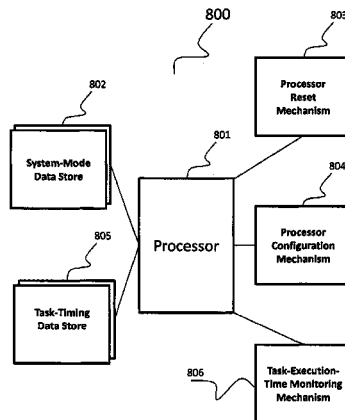 800
803
Processor
Reset
Mechanism
802
System-Mode
Data Store
801
Processor
804
Processor
Configuration
Mechanism
805
Task-Timing
Data Store
806
Task-Execution-
Time Monitoring
Mechanism